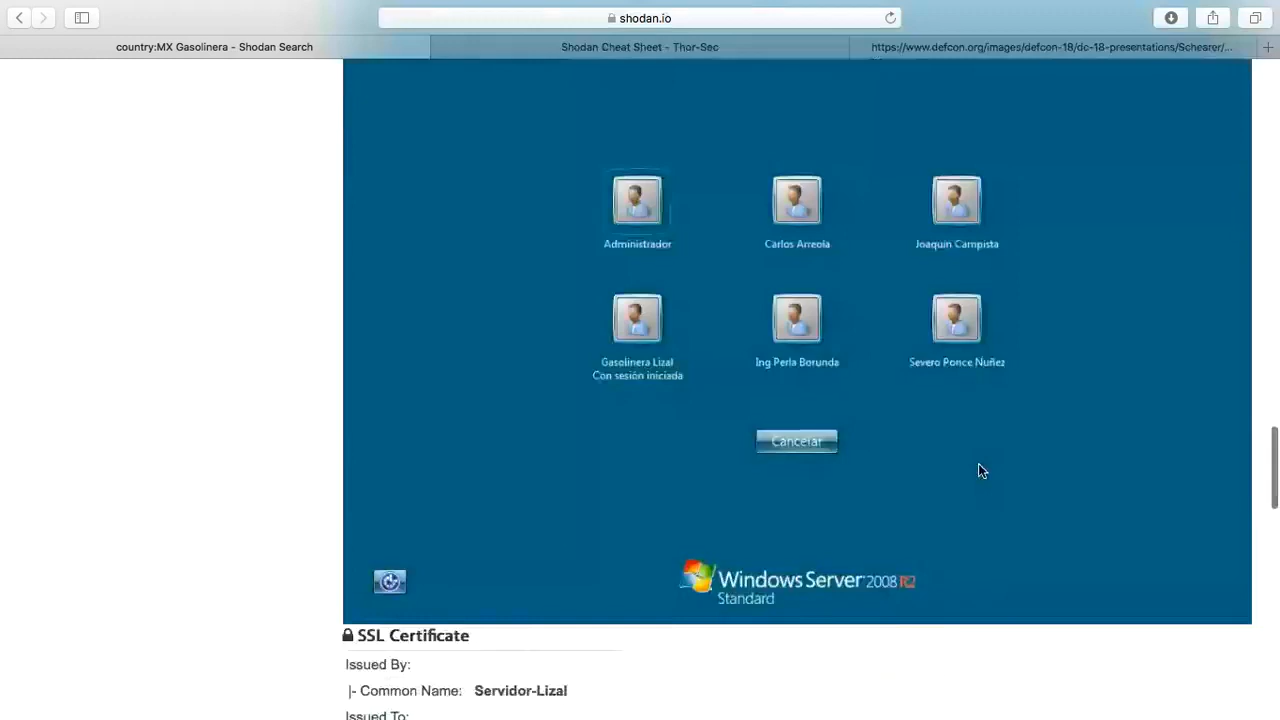 shodan.io
country:MX Gasolinera - Shodan Search
Shodan Cheat Sheet - Thor-Sec
https://www.defcon.org/images/defcon-18/dc-18-presentations/Schearer/...
Administrador
Carlos Arreola
Joaquin Campista
Gasolinera Lizal
Con sesión iniciada
Ing Perla Borunda
Severo Ponce Nuñez
Cancelar
Windows Server 2008 R2
Standard
SSL Certificate
Issued By:
|- Common Name: Servidor-Lizal
Issued To: